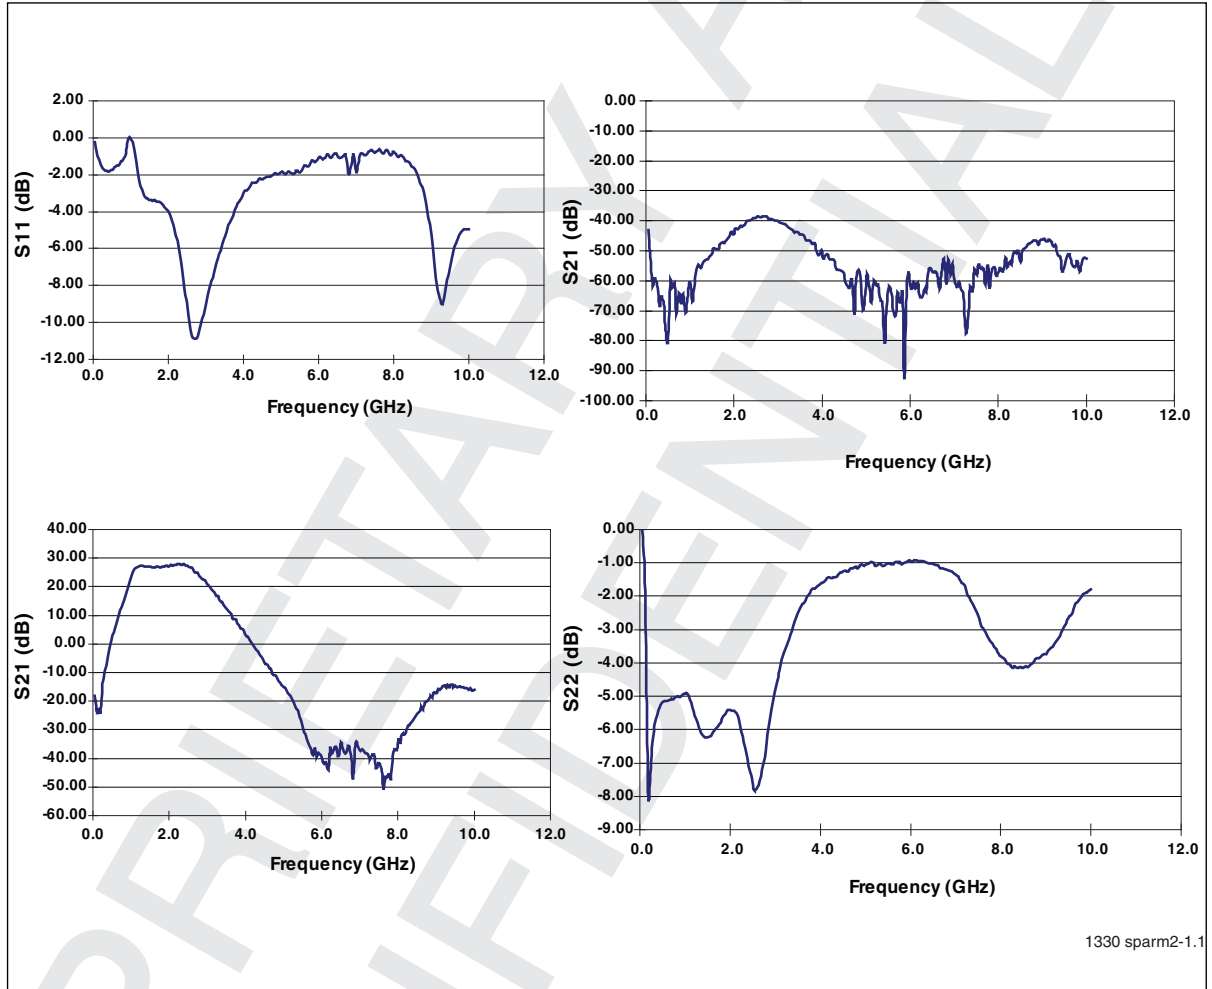 2.00
0.00
-2.00
-4.00
-6.00
-8.00
-10.00
-12.00
S11 (dB)
0.0 2.0 4.0 6.0 8.0 10.0 12.0
Frequency (GHz)
0.00
-10.00
-20.00
-30.00
-40.00
-50.00
-60.00
-70.00
-80.00
-90.00
-100.00
S21 (dB)
0.0 2.0 4.0 6.0 8.0 10.0 12.0
Frequency (GHz)
40.00
30.00
20.00
10.00
0.00
-10.00
-20.00
-30.00
-40.00
-50.00
-60.00
S21 (dB)
0.0 2.0 4.0 6.0 8.0 10.0 12.0
Frequency (GHz)
0.00
-1.00
-2.00
-3.00
-4.00
-5.00
-6.00
-7.00
-8.00
-9.00
S22 (dB)
0.0 2.0 4.0 6.0 8.0 10.0 12.0
Frequency (GHz)
1330 sparm2-1.1
PRIETARY A
FIDENTIAL